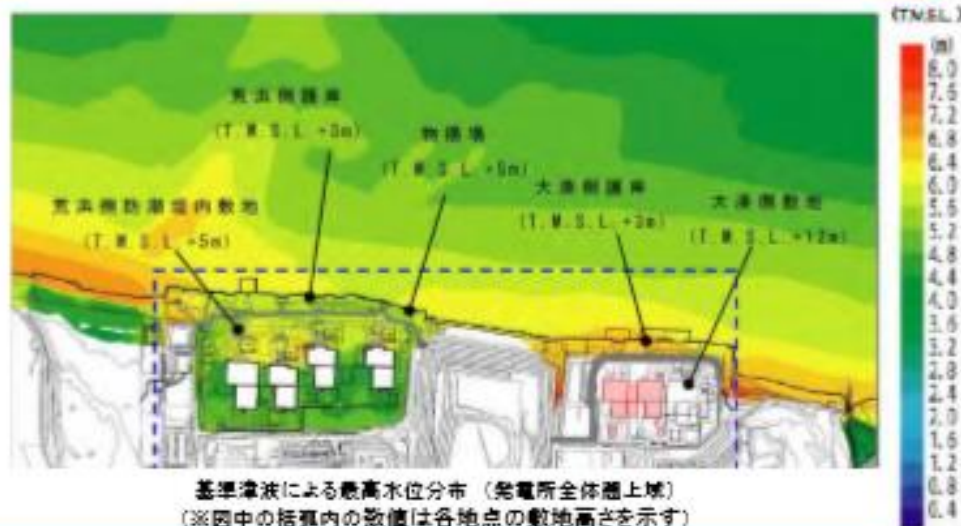 (T.M.S.L.)
(m)
8.0
7.6
7.2
6.8
6.4
6.0
5.6
5.2
4.8
4.4
4.0
3.6
3.2
2.8
2.4
2.0
1.6
1.2
0.8
0.4
荒浜側護岸
(T.M.S.L.+3m)
物揚場
(T.M.S.L.+5m)
大湊側護岸
(T.M.S.L.+3m)
大湊側敷地
(T.M.S.L.+12m)
荒浜側防潮堤内敷地
(T.M.S.L.+5m)
基準津波による最高水位分布 (発電所全体遡上域)
(※図中の括弧内の数値は各地点の敷地高さを示す)